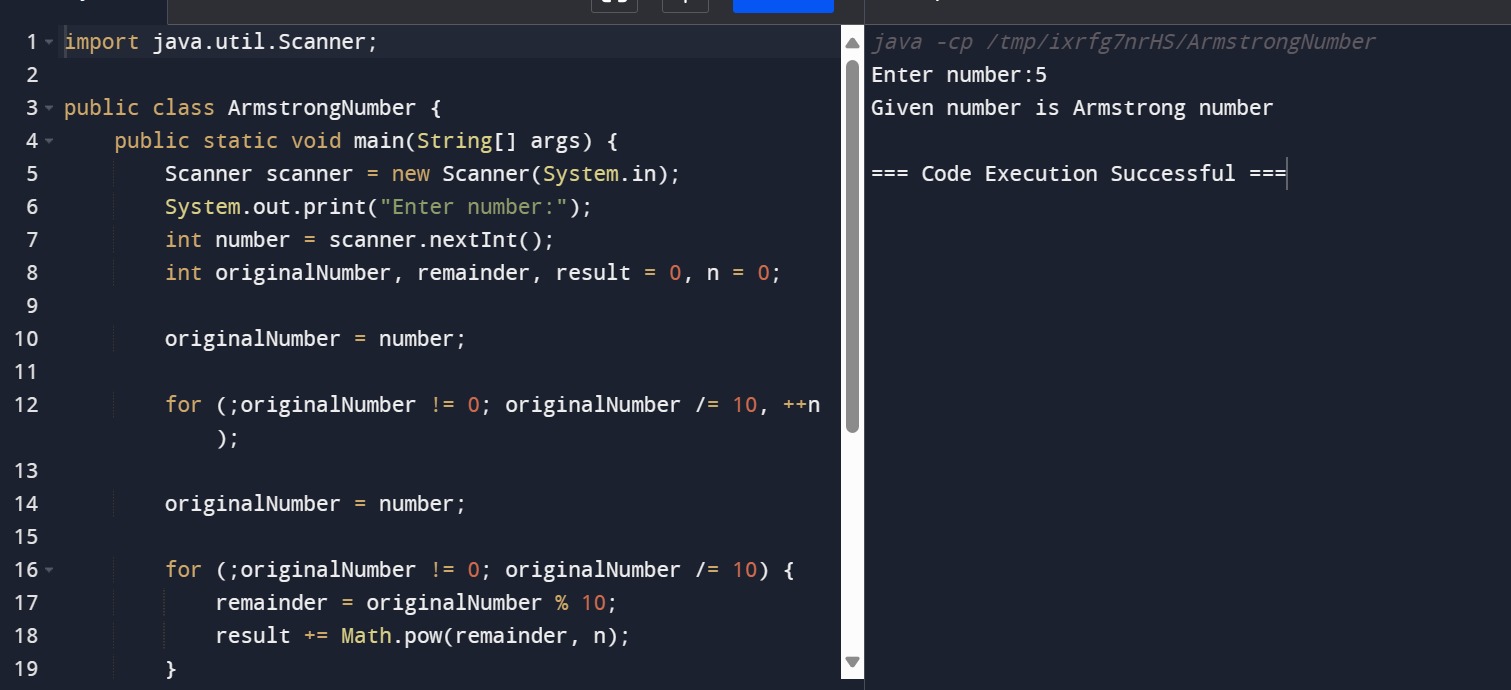 1 import java.util.Scanner;
2
3 public class ArmstrongNumber {
4 public static void main(String[] args) {
5 Scanner scanner = new Scanner(System.in);
6 System.out.print("Enter number:");
7 int number = scanner.nextInt();
8 int originalNumber, remainder, result = 0, n = 0;
9
10 originalNumber = number;
11
12 for (;originalNumber != 0; originalNumber /= 10, ++n
);
13
14 originalNumber = number;
15
16 for (;originalNumber != 0; originalNumber /= 10) {
17 remainder = originalNumber % 10;
18 result += Math.pow(remainder, n);
19 }
java -cp /tmp/ixrfg7nrHS/ArmstrongNumber
Enter number:5
Given number is Armstrong number
=== Code Execution Successful ===